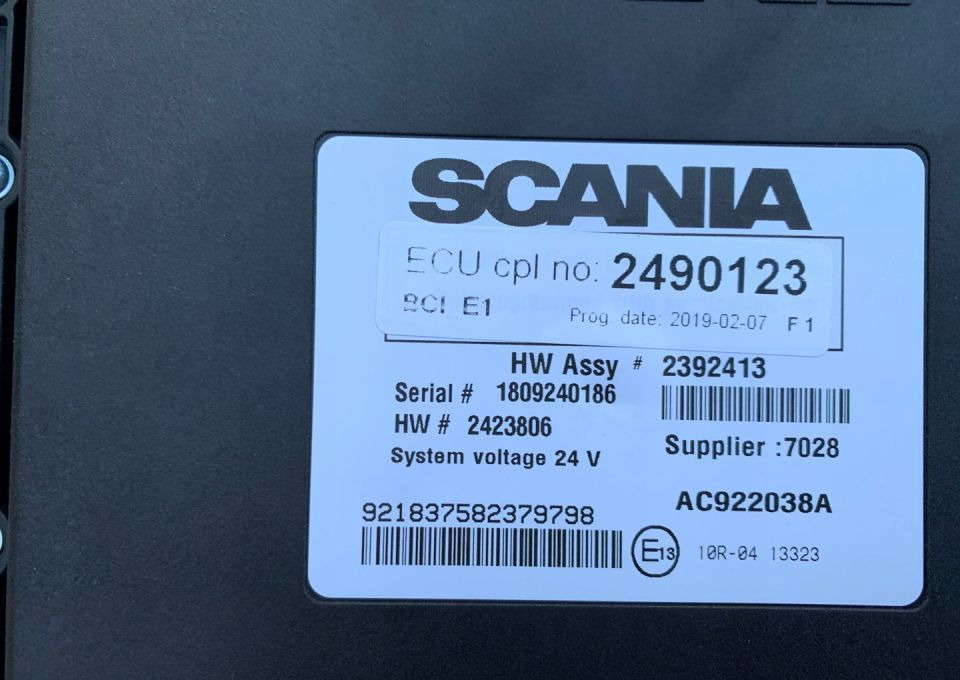 SCANIA
ECU cpl no: 2490123
BCI E1 Prog. date: 2019-02-07 F 1
HW Assy # 2392413
Serial # 1809240186
HW # 2423806
Supplier :7028
System voltage 24 V
AC922038A
921837582379798
E13 10R-04 13323